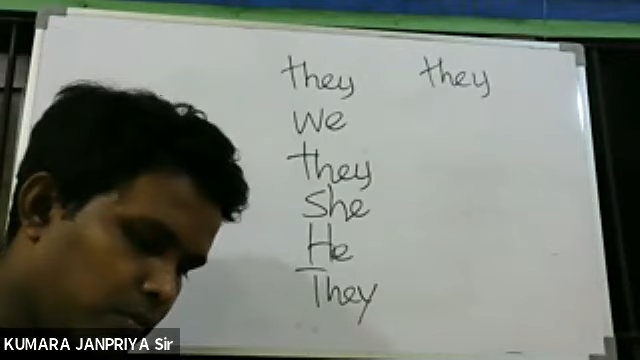 they they
We
they
She
He
They
KUMARA JANPRIYA Sir